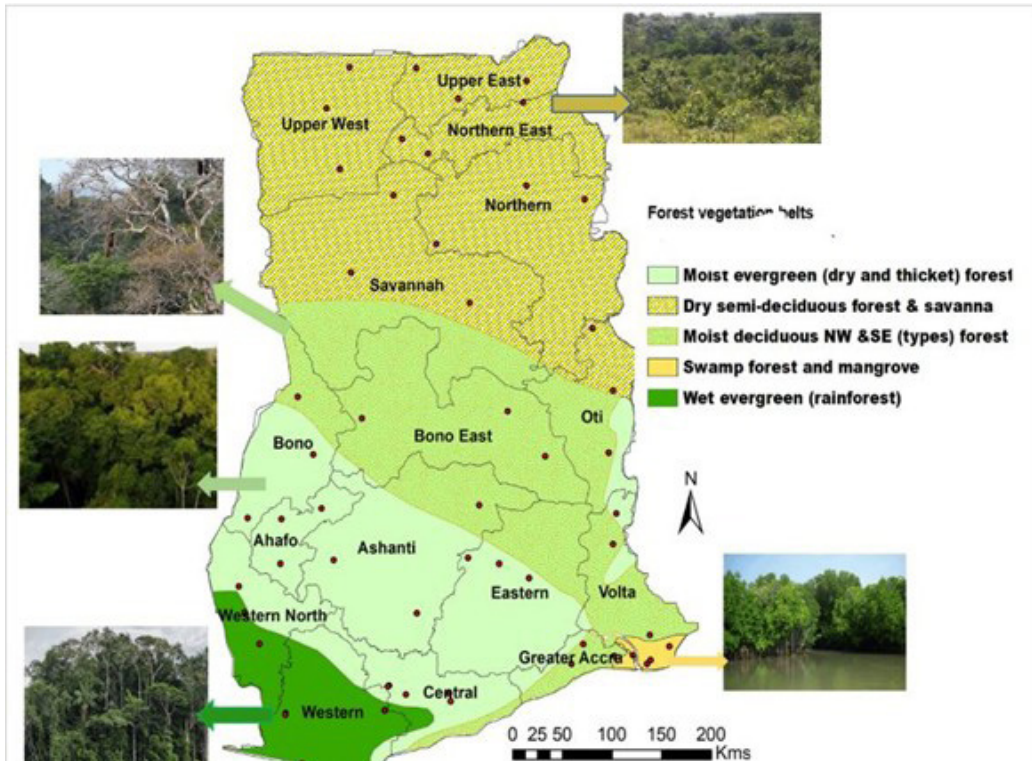 Upper East
Upper West
Northern East
Northern
Savannah
Forest vegetation belts
Moist evergreen (dry and thicket) forest
Dry semi-deciduous forest & savanna
Moist deciduous NW &SE (types) forest
Swamp forest and mangrove
Wet evergreen (rainforest)
Oti
Bono
Bono East
N
Ahafo
Ashanti
Eastern
Volta
Western North
Greater Accra
Central
Western
0 25 50 100 150 200
Kms